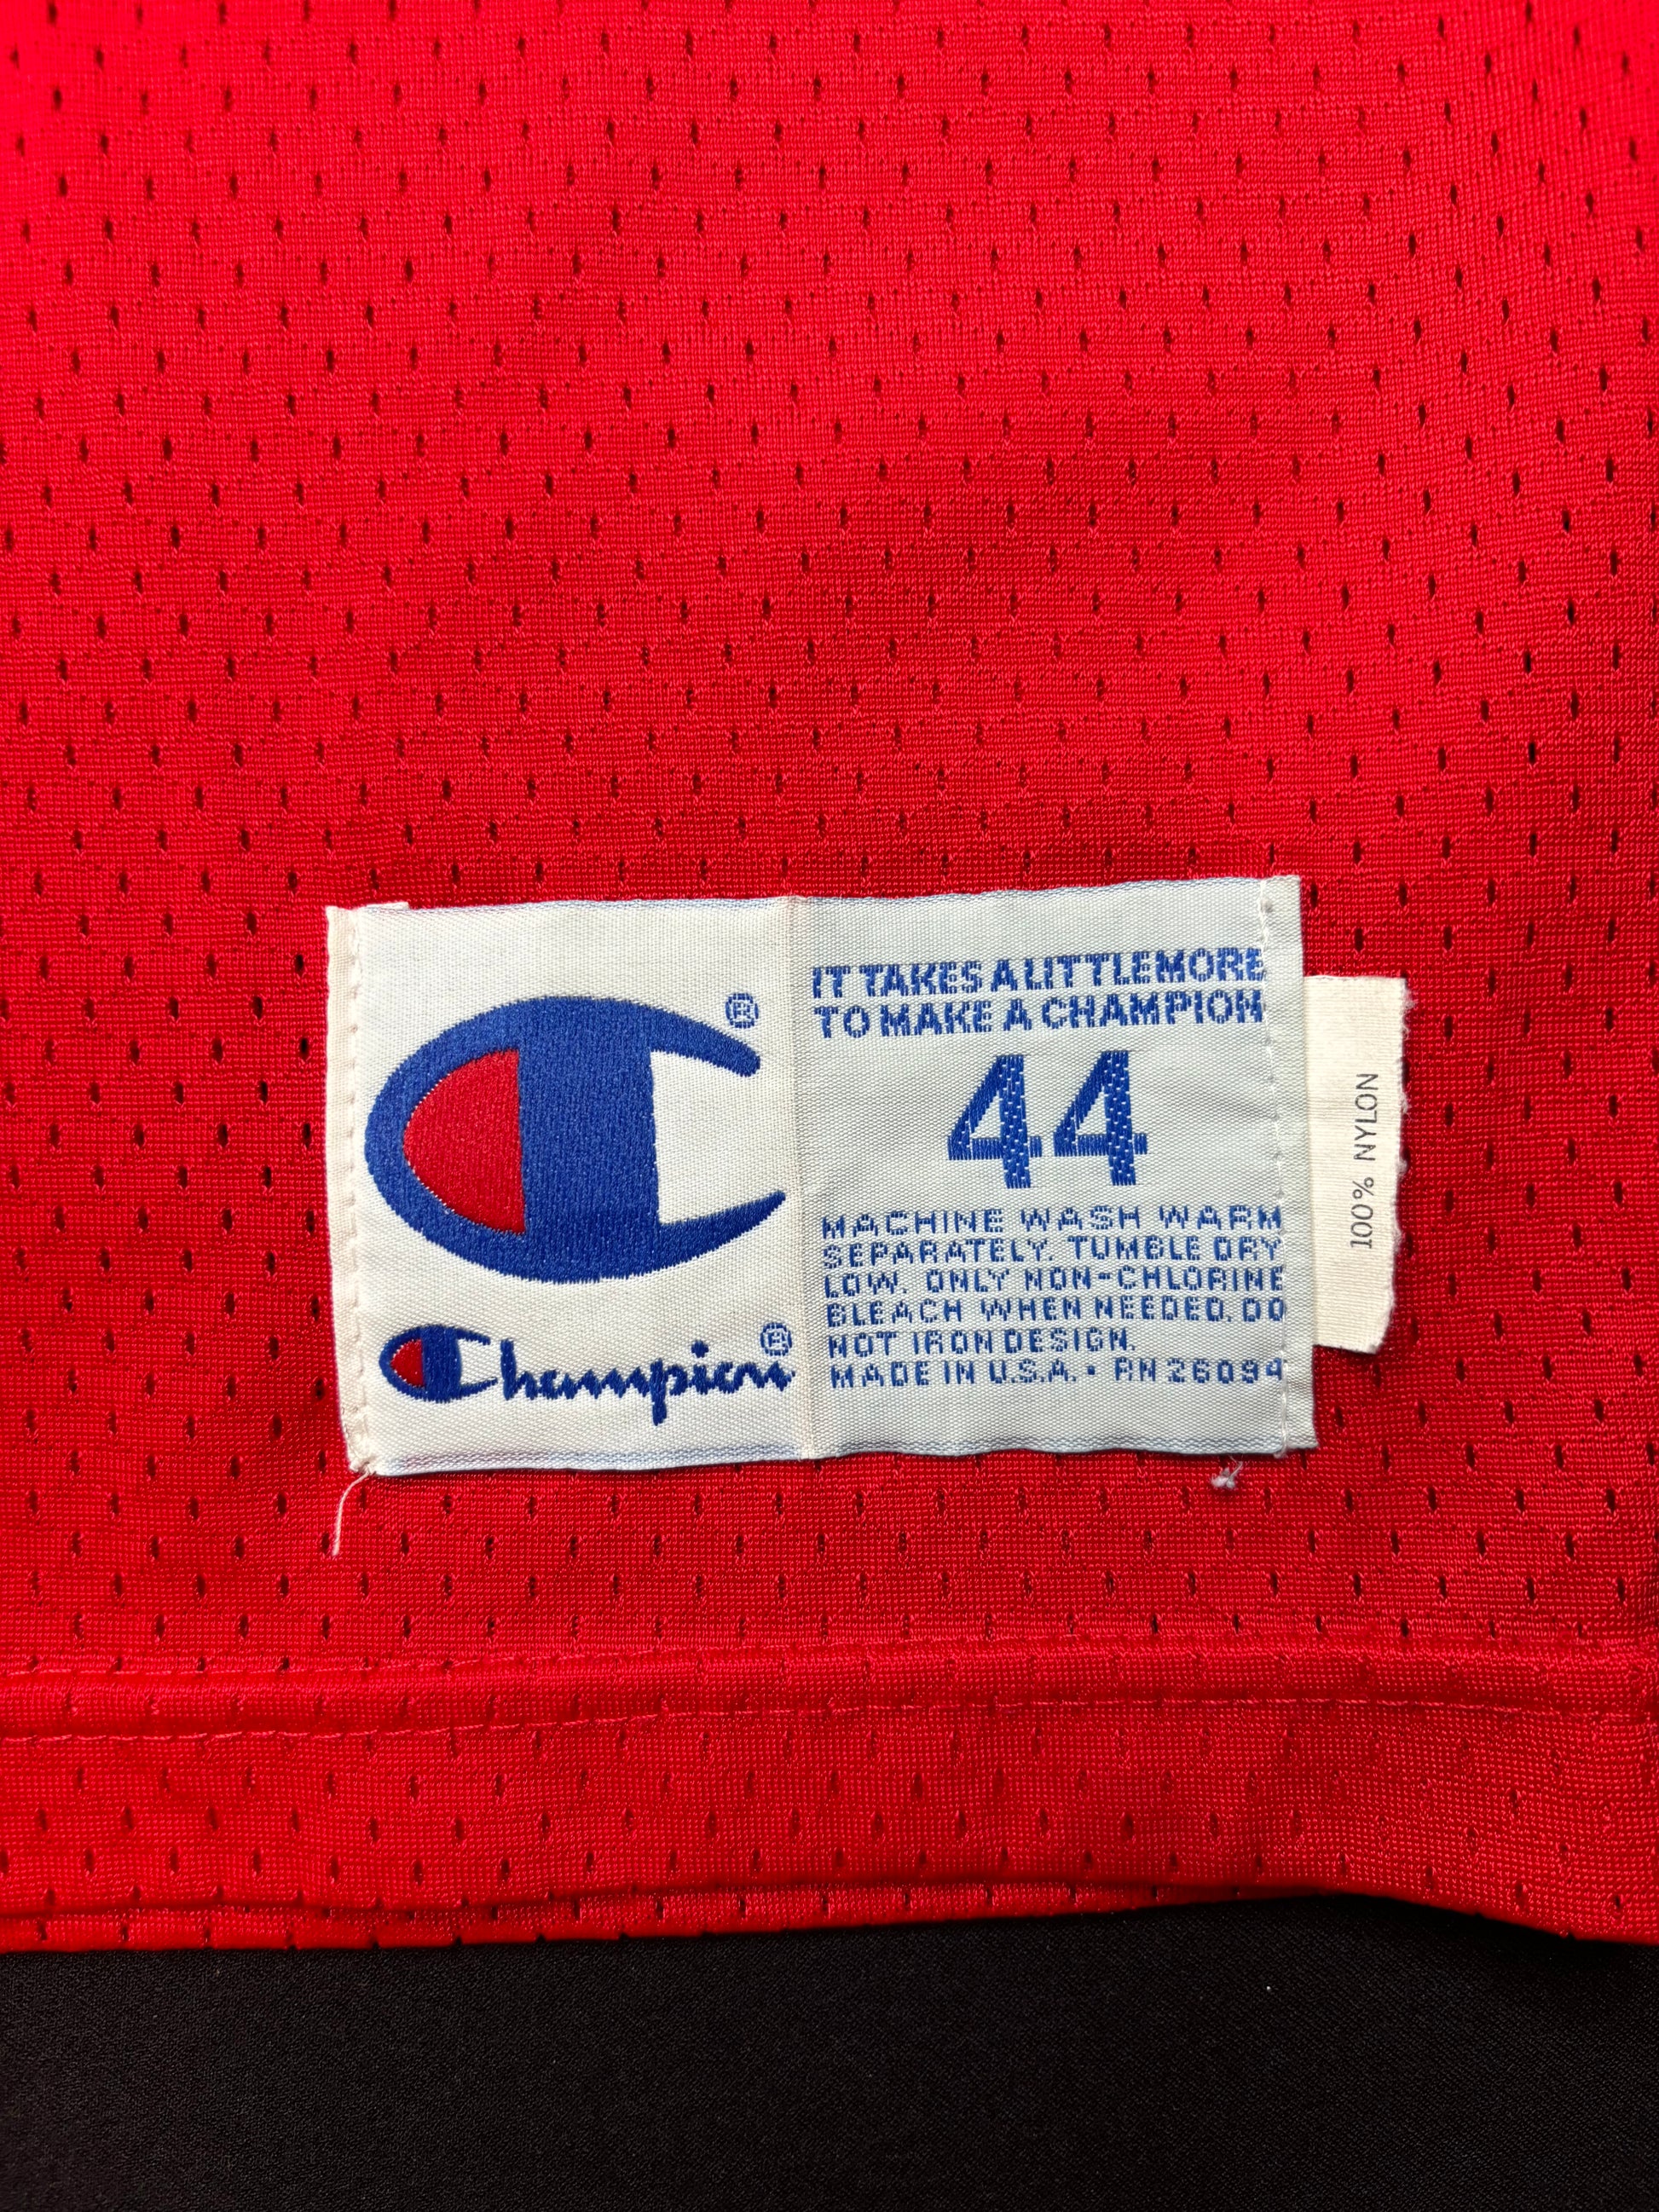 ®
Champion®
IT TAKES A LITTLE MORE
TO MAKE A CHAMPION
44
MACHINE WASH WARM
SEPARATELY. TUMBLE DRY
LOW. ONLY NON-CHLORINE
BLEACH WHEN NEEDED. DO
NOT IRON DESIGN.
MADE IN U.S.A. • RN 26094
100% NYLON